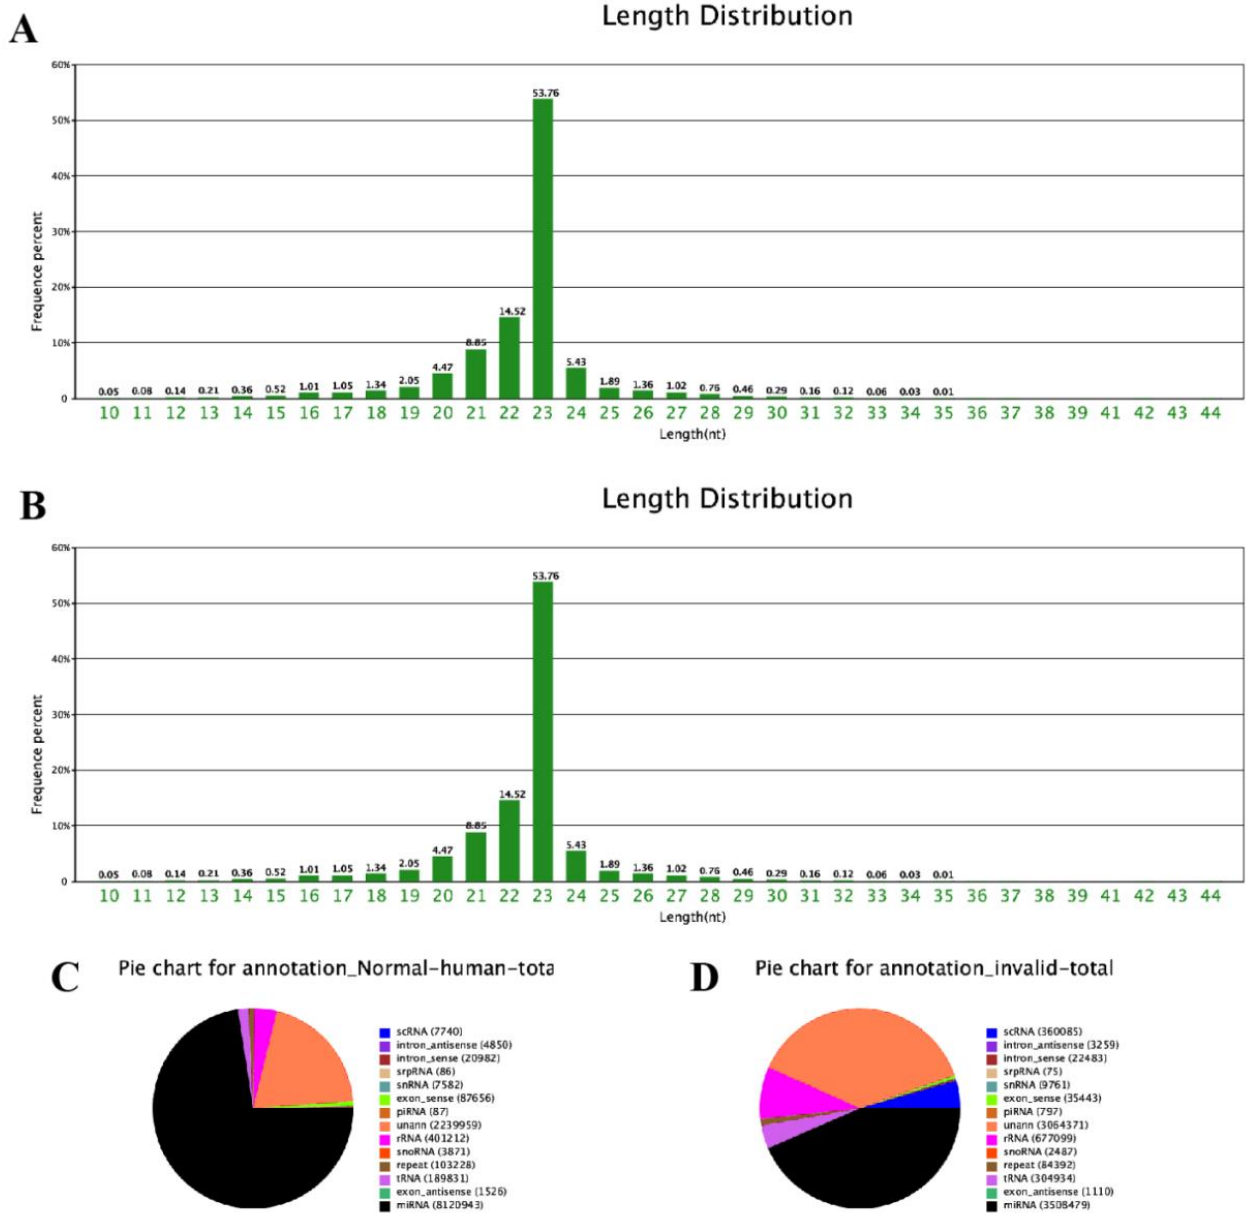 A
Length Distribution
60%
50%
40%
30%
20%
10%
0
Frequence percent
0.05 0.08 0.14 0.21 0.36 0.52 1.01 1.05 1.34 2.05 4.47 8.85 14.52 53.76 5.43 1.89 1.36 1.02 0.76 0.46 0.29 0.16 0.12 0.06 0.03 0.01
10 11 12 13 14 15 16 17 18 19 20 21 22 23 24 25 26 27 28 29 30 31 32 33 34 35 36 37 38 39 41 42 43 44
Length(nt)
B
Length Distribution
60%
50%
40%
30%
20%
10%
0
Frequence percent
0.05 0.08 0.14 0.21 0.36 0.52 1.01 1.05 1.34 2.05 4.47 8.85 14.52 53.76 5.43 1.89 1.36 1.02 0.76 0.46 0.29 0.16 0.12 0.06 0.03 0.01
10 11 12 13 14 15 16 17 18 19 20 21 22 23 24 25 26 27 28 29 30 31 32 33 34 35 36 37 38 39 41 42 43 44
Length(nt)
C
Pie chart for annotation_Normal-human-tota
scRNA (7740)
intron_antisense (4850)
intron_sense (20982)
srpRNA (86)
snRNA (7582)
exon_sense (87656)
piRNA (87)
unann (2239959)
rRNA (401212)
snoRNA (3871)
repeat (103228)
tRNA (189831)
exon_antisense (1526)
miRNA (8120943)
D
Pie chart for annotation_invalid-total
scRNA (360085)
intron_antisense (3259)
intron_sense (22483)
srpRNA (75)
snRNA (9761)
exon_sense (35443)
piRNA (797)
unann (3064371)
rRNA (677099)
snoRNA (2487)
repeat (84392)
tRNA (304934)
exon_antisense (1110)
miRNA (3508479)